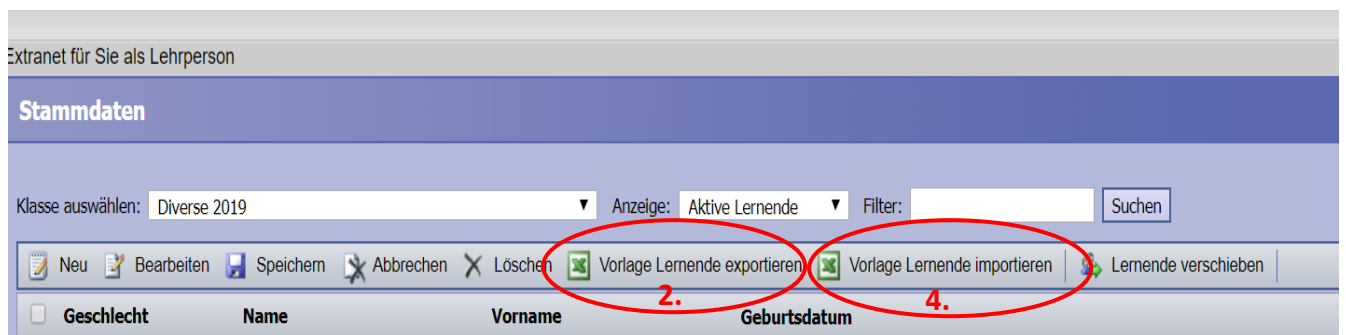 Extranet für Sie als Lehrperson
Stammdaten
Klasse auswählen: Diverse 2019 Anzeige: Aktive Lernende Filter: Suchen
Neu Bearbeiten Speichern Abbrechen Löschen Vorlage Lernende exportieren Vorlage Lernende importieren Lernende verschieben
2. 4.
Geschlecht Name Vorname Geburtsdatum